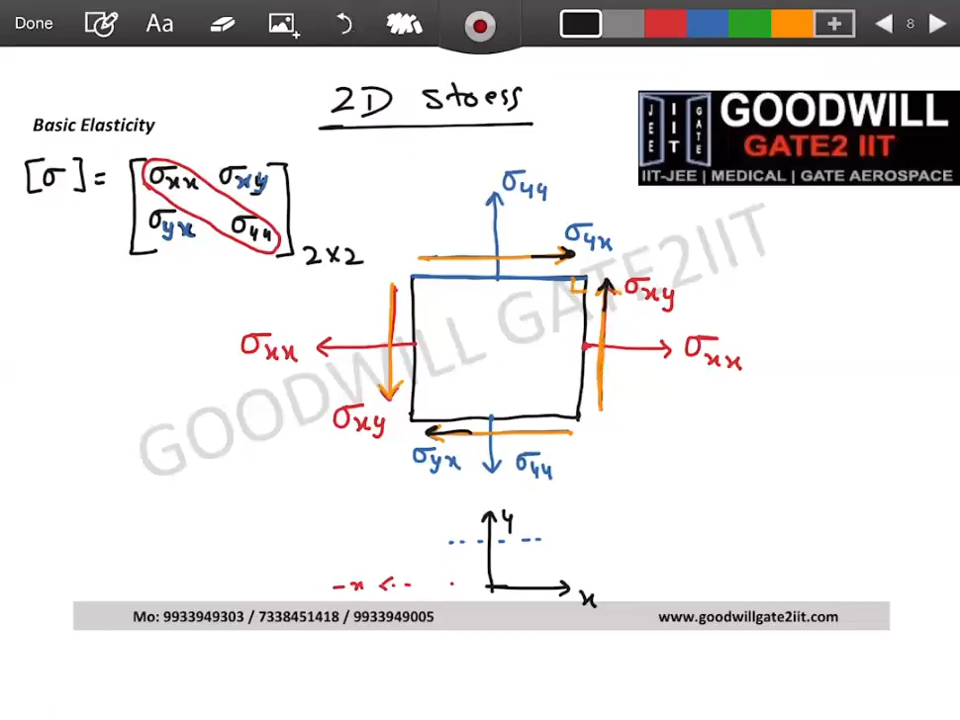 Done Aa 8
2D stress
Basic Elasticity
GOODWILL
GATE2 IIT
IIT-JEE | MEDICAL | GATE AEROSPACE
JEE IIT GATE
[σ] = [σxx σxy
σyx σyy] 2×2
σyy
σyx
σxy
σxx
σxx
σxy
σyx σyy
GOODWILL GATE2IIT
y
x
Mo: 9933949303 / 7338451418 / 9933949005
www.goodwillgate2iit.com